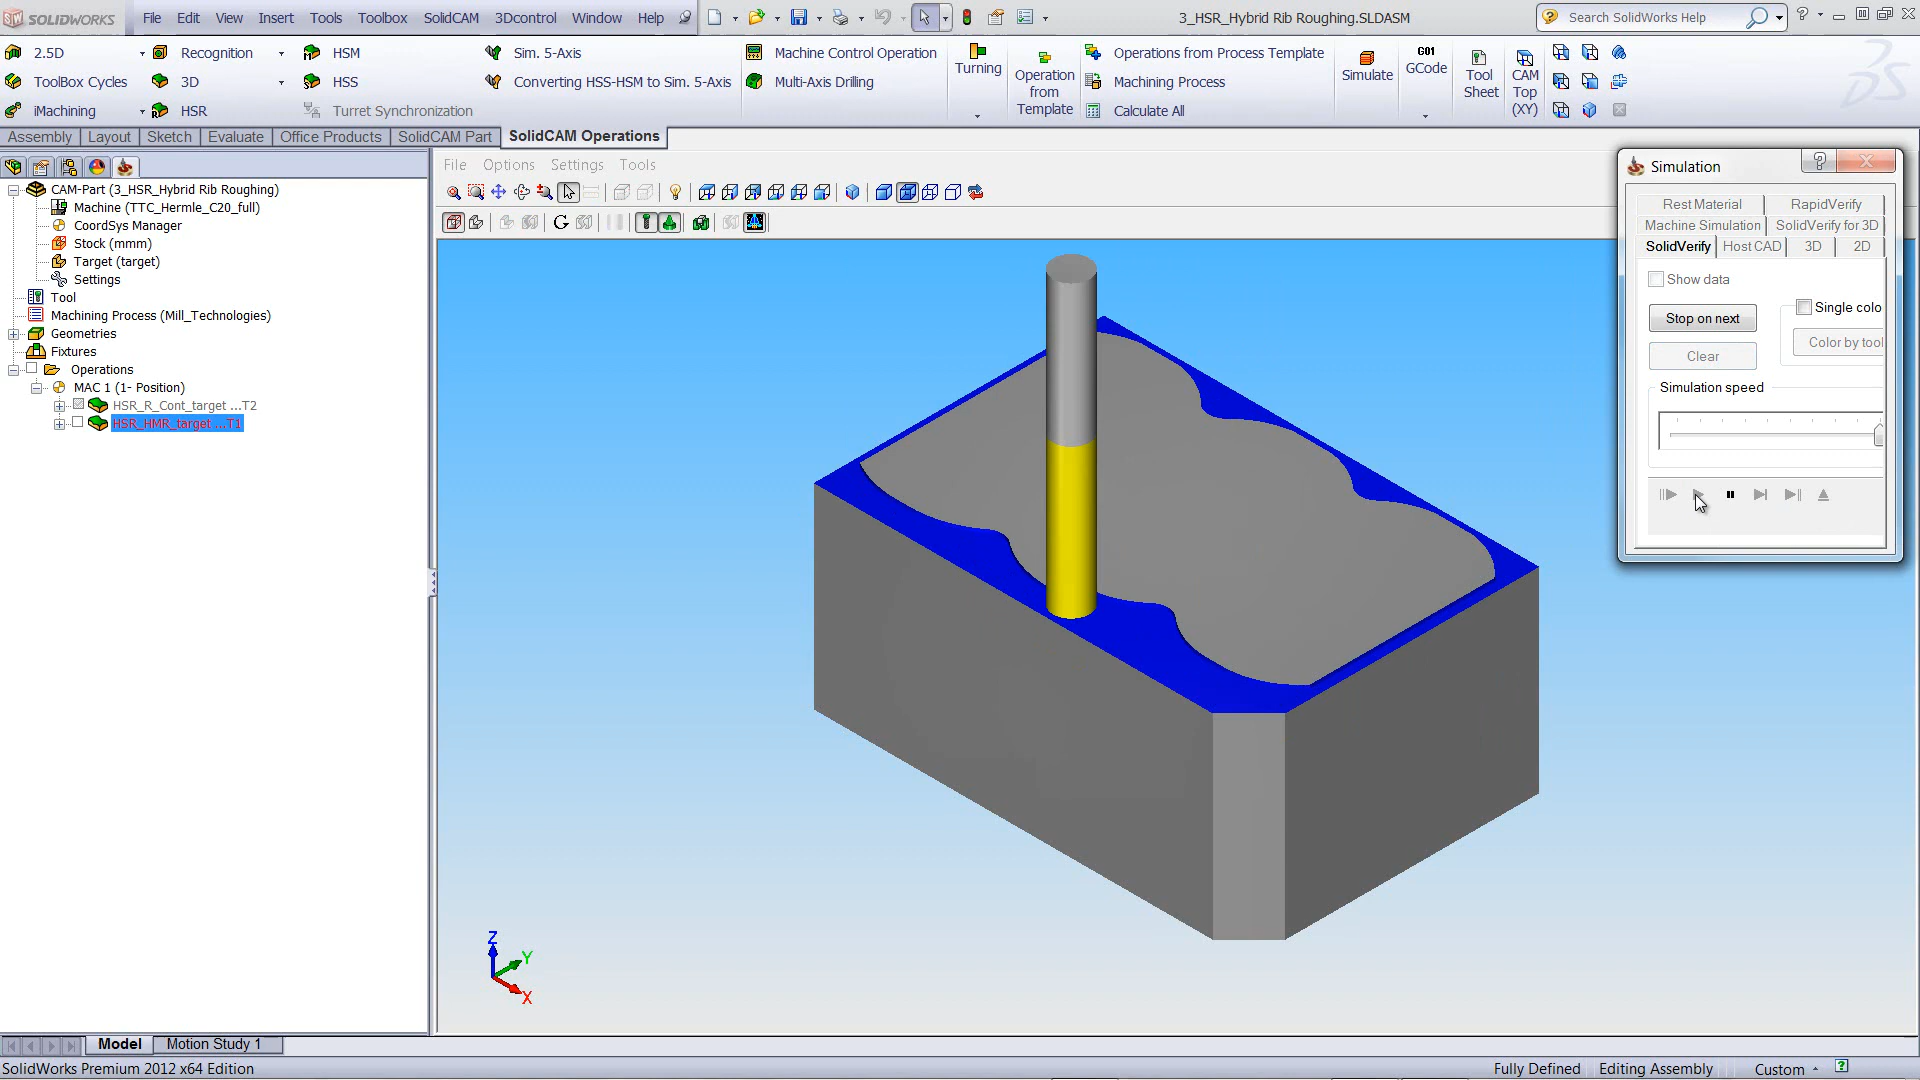 SOLIDWORKS File Edit View Insert Tools Toolbox SolidCAM 3Dcontrol Window Help 3_HSR_Hybrid Rib Roughing.SLDASM Search SolidWorks Help
2.5D Recognition HSM Sim. 5-Axis Machine Control Operation Operations from Process Template
ToolBox Cycles 3D HSS Converting HSS-HSM to Sim. 5-Axis Multi-Axis Drilling Machining Process
iMachining HSR Turret Synchronization Calculate All
Turning
Operation
from
Template
Simulate
G01
GCode
Tool
Sheet
CAM
Top
(XY)
Assembly Layout Sketch Evaluate Office Products SolidCAM Part SolidCAM Operations
File Options Settings Tools
CAM-Part (3_HSR_Hybrid Rib Roughing)
Machine (TTC_Hermle_C20_full)
CoordSys Manager
Stock (mmm)
Target (target)
Settings
Tool
Machining Process (Mill_Technologies)
Geometries
Fixtures
Operations
MAC 1 (1- Position)
HSR_R_Cont_target ...T2
HSR_HMR_target ...T1
Simulation
Rest Material RapidVerify
Machine Simulation SolidVerify for 3D
SolidVerify Host CAD 3D 2D
Show data
Single colo
Stop on next
Color by tool
Clear
Simulation speed
Z
Y
X
Model Motion Study 1
SolidWorks Premium 2012 x64 Edition Fully Defined Editing Assembly Custom